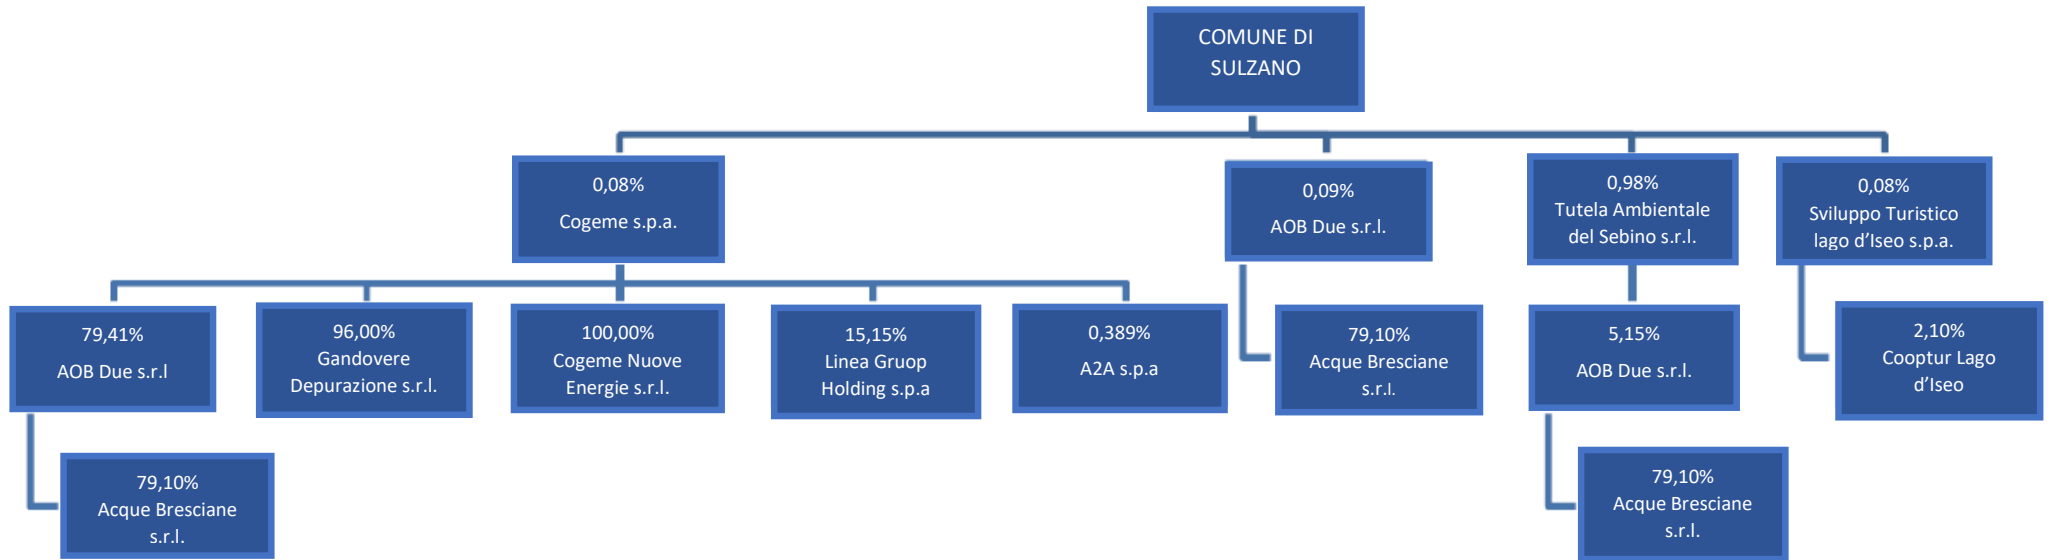 COMUNE DI
SULZANO
0,08%
Cogeme s.p.a.
0,09%
AOB Due s.r.l.
0,98%
Tutela Ambientale
del Sebino s.r.l.
0,08%
Sviluppo Turistico
lago d'Iseo s.p.a.
79,41%
AOB Due s.r.l
96,00%
Gandovere
Depurazione s.r.l.
100,00%
Cogeme Nuove
Energie s.r.l.
15,15%
Linea Gruop
Holding s.p.a
0,389%
A2A s.p.a
79,10%
Acque Bresciane
s.r.l.
5,15%
AOB Due s.r.l.
2,10%
Cooptur Lago
d'Iseo
79,10%
Acque Bresciane
s.r.l.
79,10%
Acque Bresciane
s.r.l.